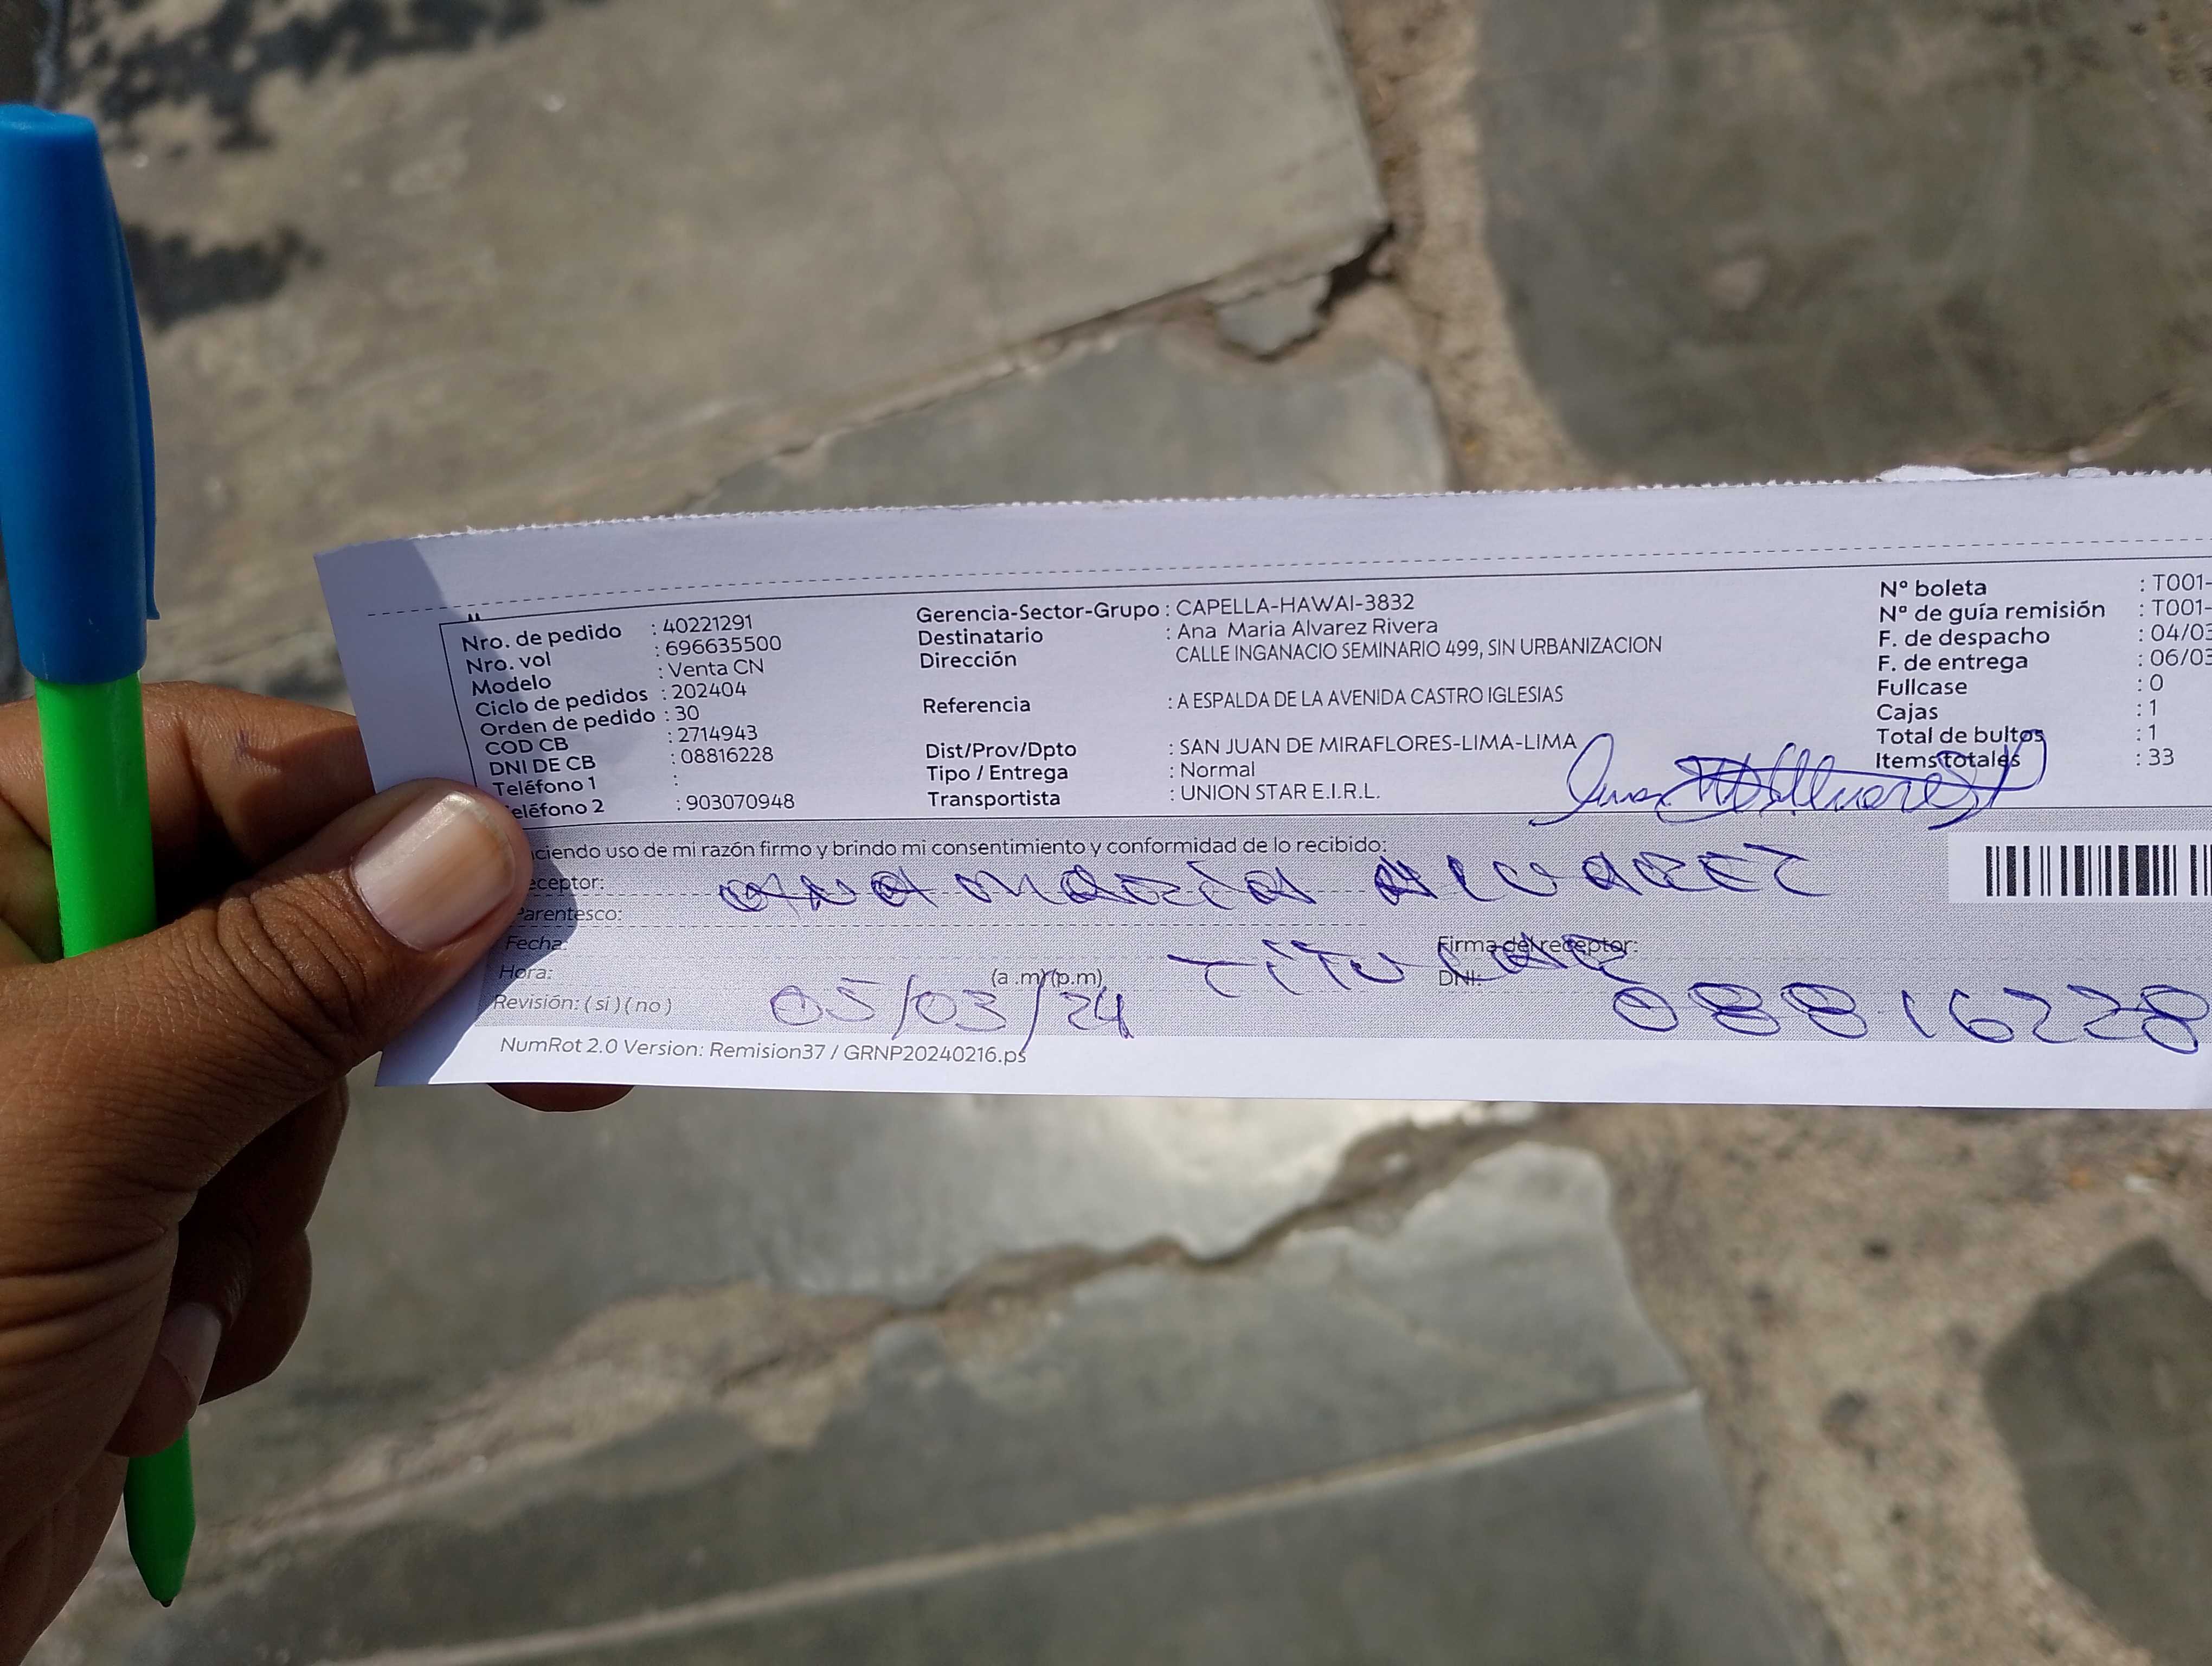 Nro. de pedido : 40221291
Nro. vol : 696635500
Modelo : Venta CN
Ciclo de pedidos : 202404
Orden de pedido : 30
COD CB : 2714943
DNI DE CB : 08816228
Teléfono 1 :
eléfono 2 : 903070948
Gerencia-Sector-Grupo : CAPELLA-HAWAI-3832
Destinatario : Ana Maria Alvarez Rivera
Dirección CALLE INGANACIO SEMINARIO 499, SIN URBANIZACION
Referencia : A ESPALDA DE LA AVENIDA CASTRO IGLESIAS
Dist/Prov/Dpto : SAN JUAN DE MIRAFLORES-LIMA-LIMA
Tipo / Entrega : Normal
Transportista : UNION STAR E.I.R.L.
Nº boleta : T001-
Nº de guía remisión : T001-
F. de despacho : 04/03
F. de entrega : 06/03
Fullcase : 0
Cajas : 1
Total de bultos : 1
Items totales : 33
ciendo uso de mi razón firmo y brindo mi consentimiento y conformidad de lo recibido:
eceptor: ANA MARIA ALVAREZ
Parentesco:
Fecha: TITULAR Firma del receptor:
Hora: (a.m)(p.m) DNI:
Revisión: (si) (no) 05/03/24 08816228
NumRot 2.0 Version: Remision37 / GRNP20240216.ps